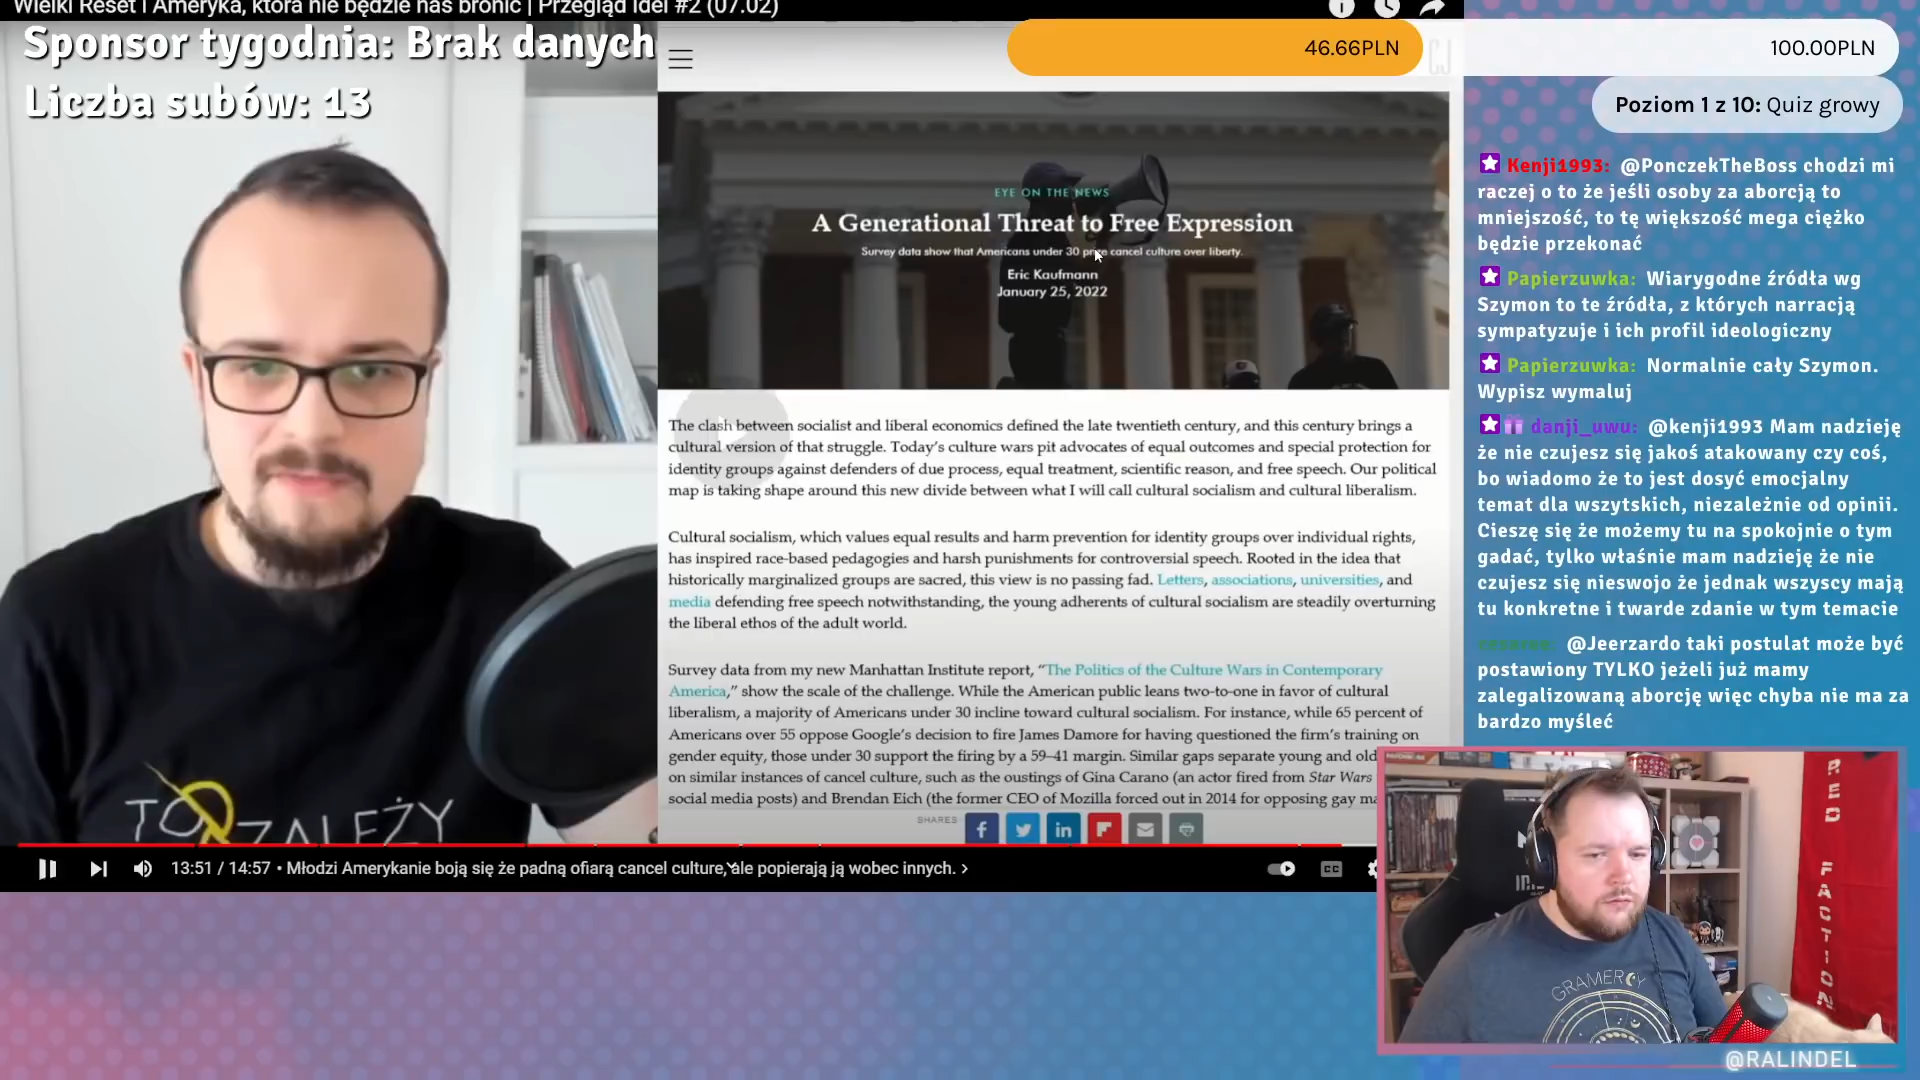 Wielki Reset i Ameryka, która nie będzie nas bronić | Przegląd Idei #2 (07.02)
Sponsor tygodnia: Brak danych
Liczba subów: 13
46.66PLN
100.00PLN
Poziom 1 z 10: Quiz growy
EYE ON THE NEWS
A Generational Threat to Free Expression
Survey data show that Americans under 30 prize cancel culture over liberty.
Eric Kaufmann
January 25, 2022
The clash between socialist and liberal economics defined the late twentieth century, and this century brings a
cultural version of that struggle. Today's culture wars pit advocates of equal outcomes and special protection for
identity groups against defenders of due process, equal treatment, scientific reason, and free speech. Our political
map is taking shape around this new divide between what I will call cultural socialism and cultural liberalism.
Cultural socialism, which values equal results and harm prevention for identity groups over individual rights,
has inspired race-based pedagogies and harsh punishments for controversial speech. Rooted in the idea that
historically marginalized groups are sacred, this view is no passing fad. Letters, associations, universities, and
media defending free speech notwithstanding, the young adherents of cultural socialism are steadily overturning
the liberal ethos of the adult world.
Survey data from my new Manhattan Institute report, “The Politics of the Culture Wars in Contemporary
America,” show the scale of the challenge. While the American public leans two-to-one in favor of cultural
liberalism, a majority of Americans under 30 incline toward cultural socialism. For instance, while 65 percent of
Americans over 55 oppose Google's decision to fire James Damore for having questioned the firm's training on
gender equity, those under 30 support the firing by a 59–41 margin. Similar gaps separate young and old
on similar instances of cancel culture, such as the oustings of Gina Carano (an actor fired from Star Wars
social media posts) and Brendan Eich (the former CEO of Mozilla forced out in 2014 for opposing gay ma
SHARES
TO ZALEŻY
13:51 / 14:57 • Młodzi Amerykanie boją się że padną ofiarą cancel culture, ale popierają ją wobec innych. ›
CC
Kenji1993: @PonczekTheBoss chodzi mi
raczej o to że jeśli osoby za aborcją to
mniejszość, to tę większość mega ciężko
będzie przekonać
Papierzuwka: Wiarygodne źródła wg
Szymon to te źródła, z których narracją
sympatyzuje i ich profil ideologiczny
Papierzuwka: Normalnie cały Szymon.
Wypisz wymaluj
danji_uwu: @kenji1993 Mam nadzieję
że nie czujesz się jakoś atakowany czy coś,
bo wiadomo że to jest dosyć emocjalny
temat dla wszytskich, niezależnie od opinii.
Cieszę się że możemy tu na spokojnie o tym
gadać, tylko właśnie mam nadzieję że nie
czujesz się nieswojo że jednak wszyscy mają
tu konkretne i twarde zdanie w tym temacie
@Jeerzardo taki postulat może być
postawiony TYLKO jeżeli już mamy
zalegalizowaną aborcję więc chyba nie ma za
bardzo myśleć
RED FACTION
GRAMERCY
@RALINDEL